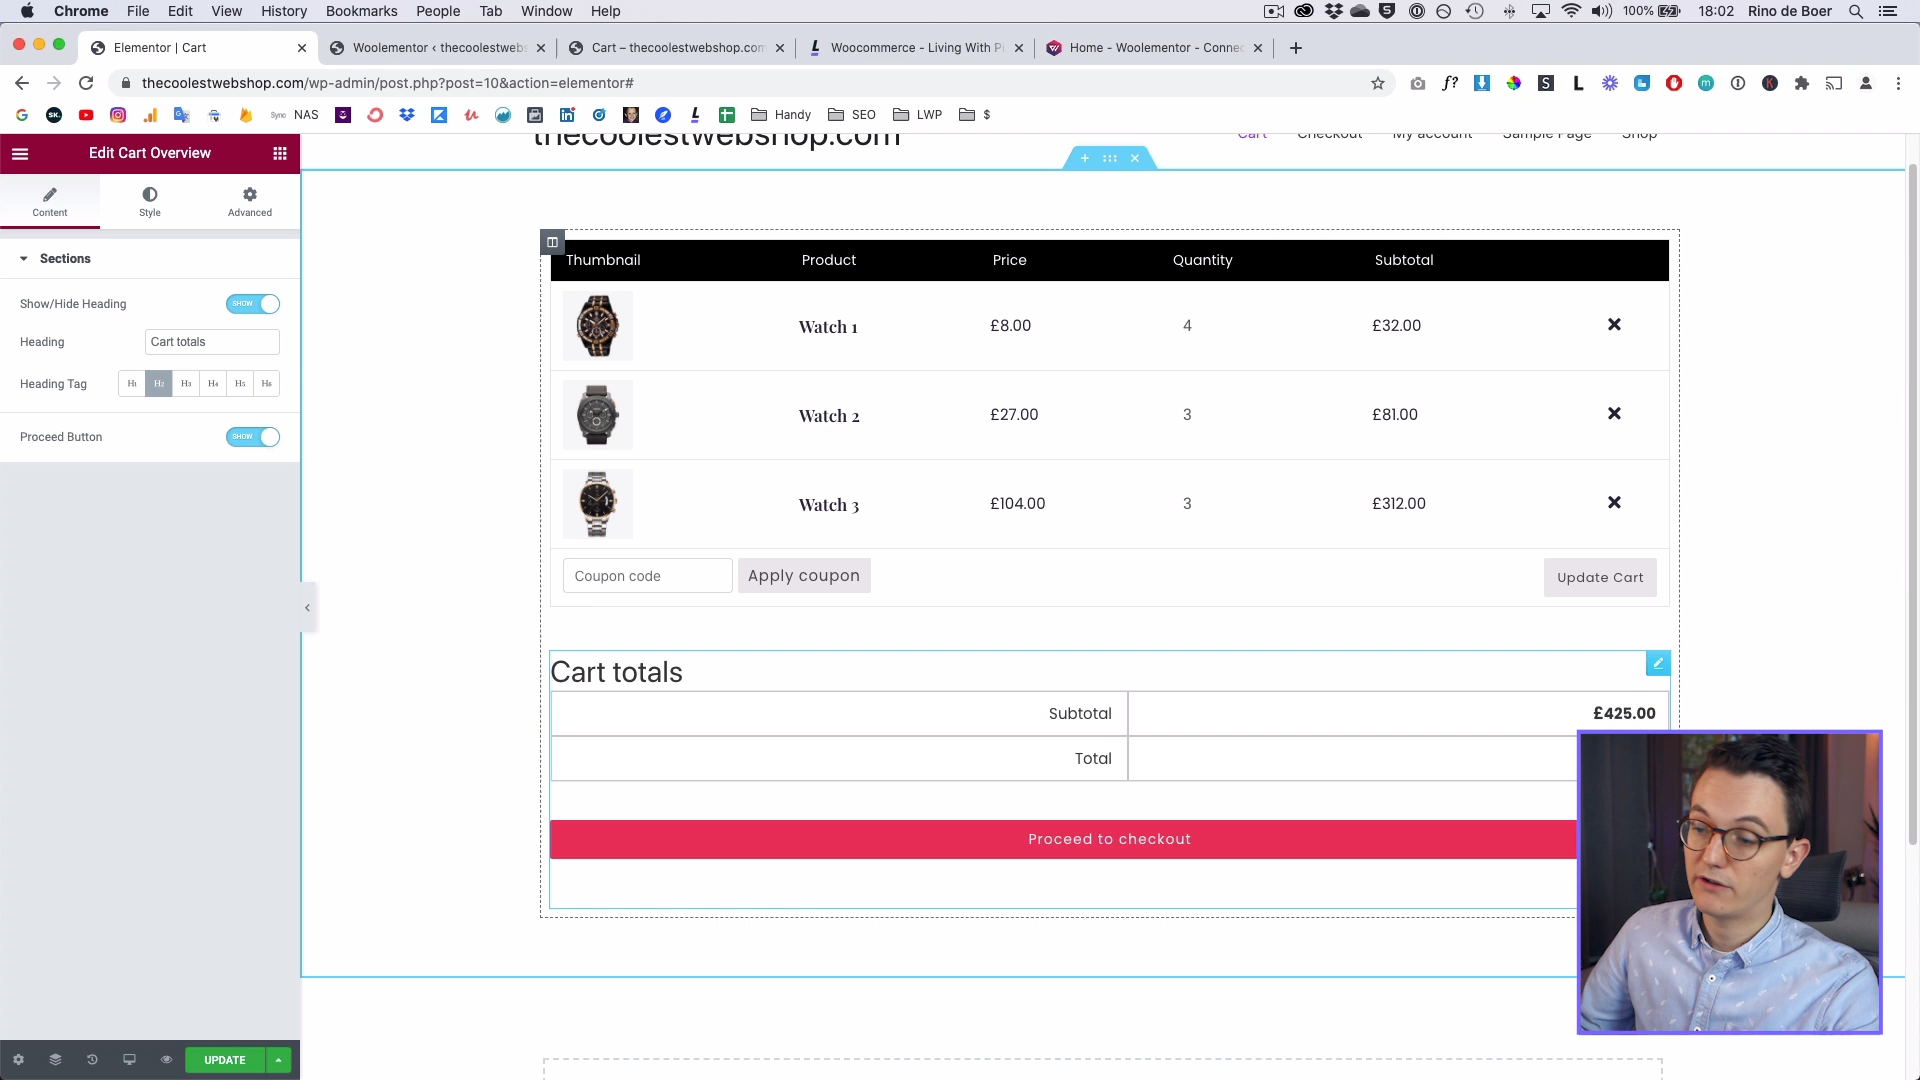 Chrome File Edit View History Bookmarks People Tab Window Help
100% 18:02 Rino de Boer
Elementor | Cart
Woolementor ‹ thecoolestwebs
Cart – thecoolestwebshop.com
Woocommerce - Living With Pi
Home - Woolementor - Connec
thecoolestwebshop.com/wp-admin/post.php?post=10&action=elementor#
NAS Handy SEO LWP $
Edit Cart Overview
thecoolestwebshop.com
Cart Checkout My account Sample Page Shop
Content Style Advanced
Sections
Show/Hide Heading SHOW
Heading Cart totals
Heading Tag H1 H2 H3 H4 H5 H6
Proceed Button SHOW
Thumbnail Product Price Quantity Subtotal
Watch 1 £8.00 4 £32.00
Watch 2 £27.00 3 £81.00
Watch 3 £104.00 3 £312.00
Coupon code Apply coupon Update Cart
Cart totals
Subtotal £425.00
Total
Proceed to checkout
UPDATE